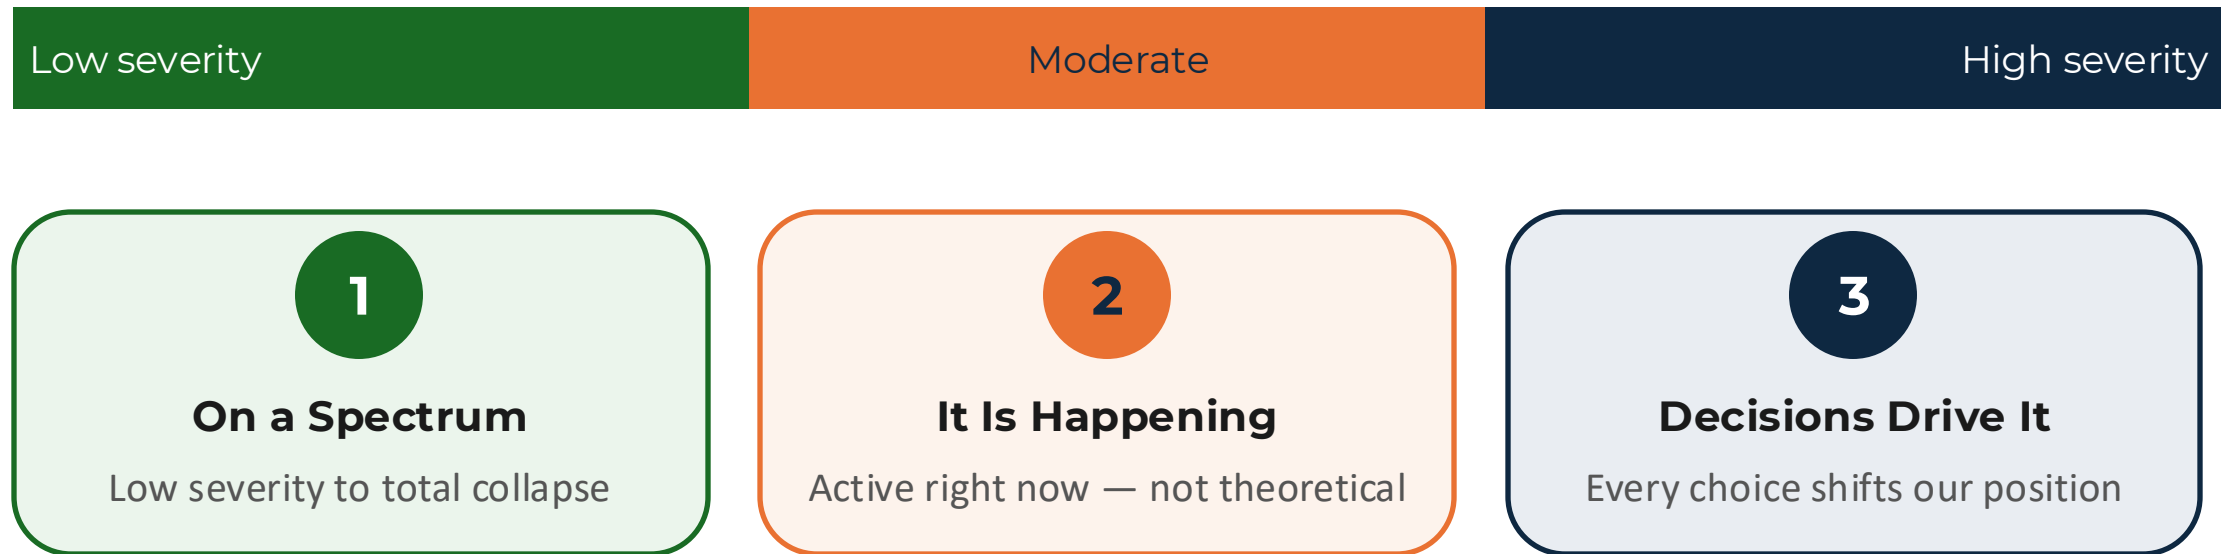 Low severity
Moderate
High severity
1
On a Spectrum
Low severity to total collapse
2
It Is Happening
Active right now — not theoretical
3
Decisions Drive It
Every choice shifts our position